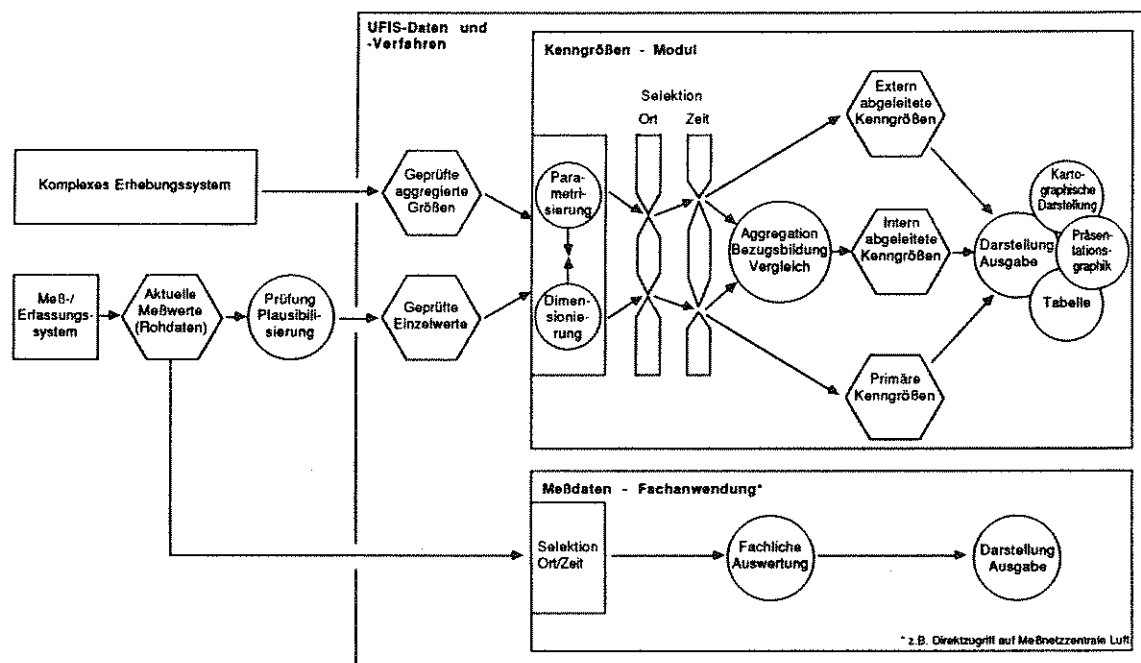 UFIS-Daten und
-Verfahren
Kenngrößen - Modul
Selektion
Ort Zeit
Extern
abgeleitete
Kenngrößen
Komplexes Erhebungssystem
Geprüfte
aggregierte
Größen
Para-
metri-
sierung
Aggregation
Bezugsbildung
Vergleich
Intern
abgeleitete
Kenngrößen
Darstellung
Ausgabe
Karto-
graphische
Darstellung
Präsen-
tationsgraphik
Tabelle
Meß-/
Erfassungs-
system
Aktuelle
Meßwerte
(Rohdaten)
Prüfung
Plausibili-
sierung
Geprüfte
Einzelwerte
Dimen-
sionie-
rung
Primäre
Kenngrößen
Meßdaten - Fachanwendung*
Selektion
Ort/Zeit
Fachliche
Auswertung
Darstellung
Ausgabe
* z.B. Direktzugriff auf Meßnetzzentrale Luft